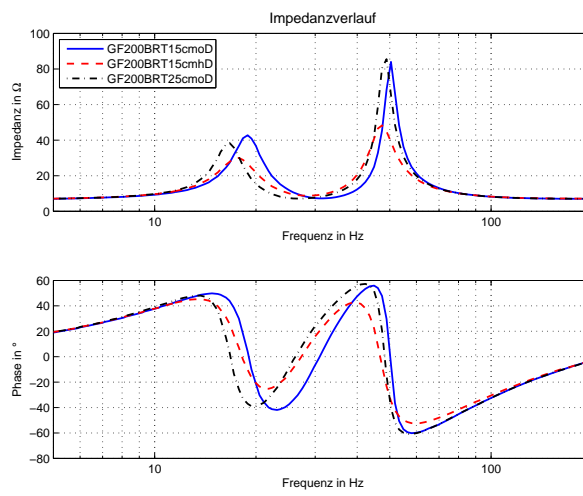 Impedanzverlauf
100
80
60
40
20
0
Impedanz in Ω
GF200BRT15cmoD
GF200BRT15cmhD
GF200BRT25cmoD
10
100
Frequenz in Hz
60
40
20
0
−20
−40
−60
−80
Phase in °
10
100
Frequenz in Hz